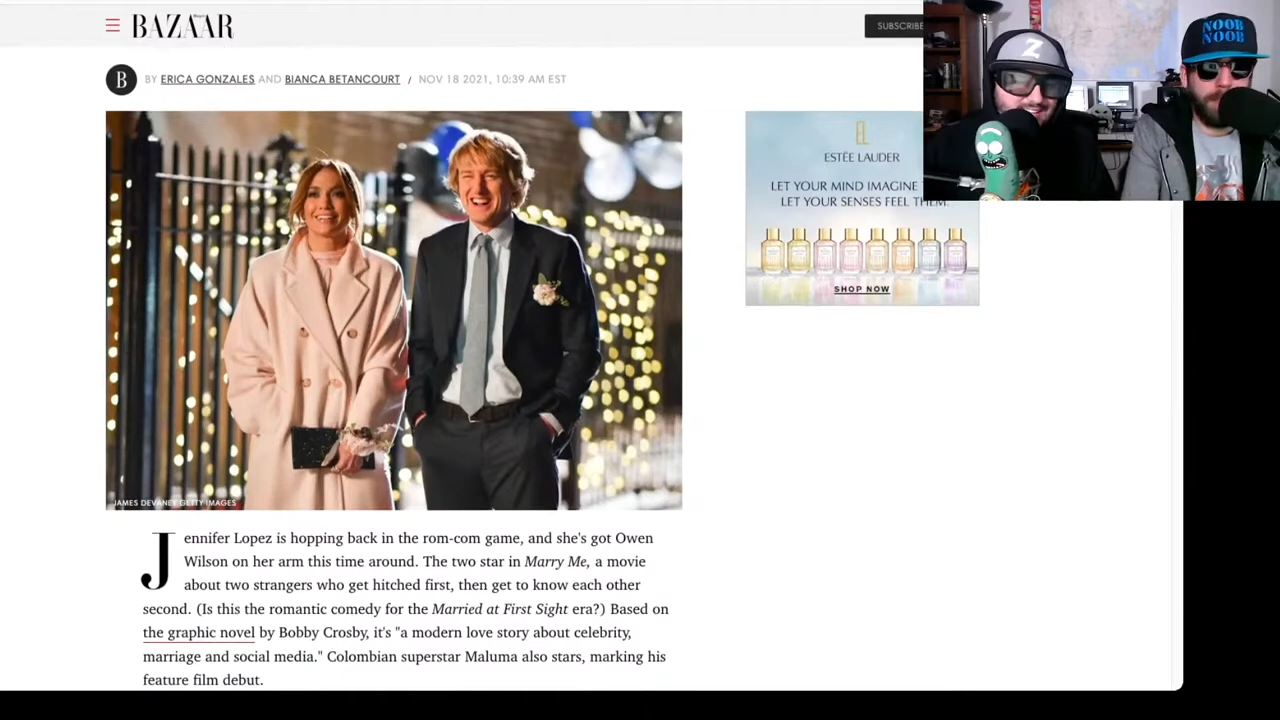 BAZAAR
SUBSCRIBE
B BY ERICA GONZALES AND BIANCA BETANCOURT / NOV 18 2021, 10:39 AM EST
Z
NOOB
NOOB
EL
ESTĒE LAUDER
LET YOUR MIND IMAGINE
LET YOUR SENSES FEEL THEM.
SHOP NOW
JAMES DEVANEY GETTY IMAGES
Jennifer Lopez is hopping back in the rom-com game, and she's got Owen
Wilson on her arm this time around. The two star in Marry Me, a movie
about two strangers who get hitched first, then get to know each other
second. (Is this the romantic comedy for the Married at First Sight era?) Based on
the graphic novel by Bobby Crosby, it's "a modern love story about celebrity,
marriage and social media." Colombian superstar Maluma also stars, marking his
feature film debut.